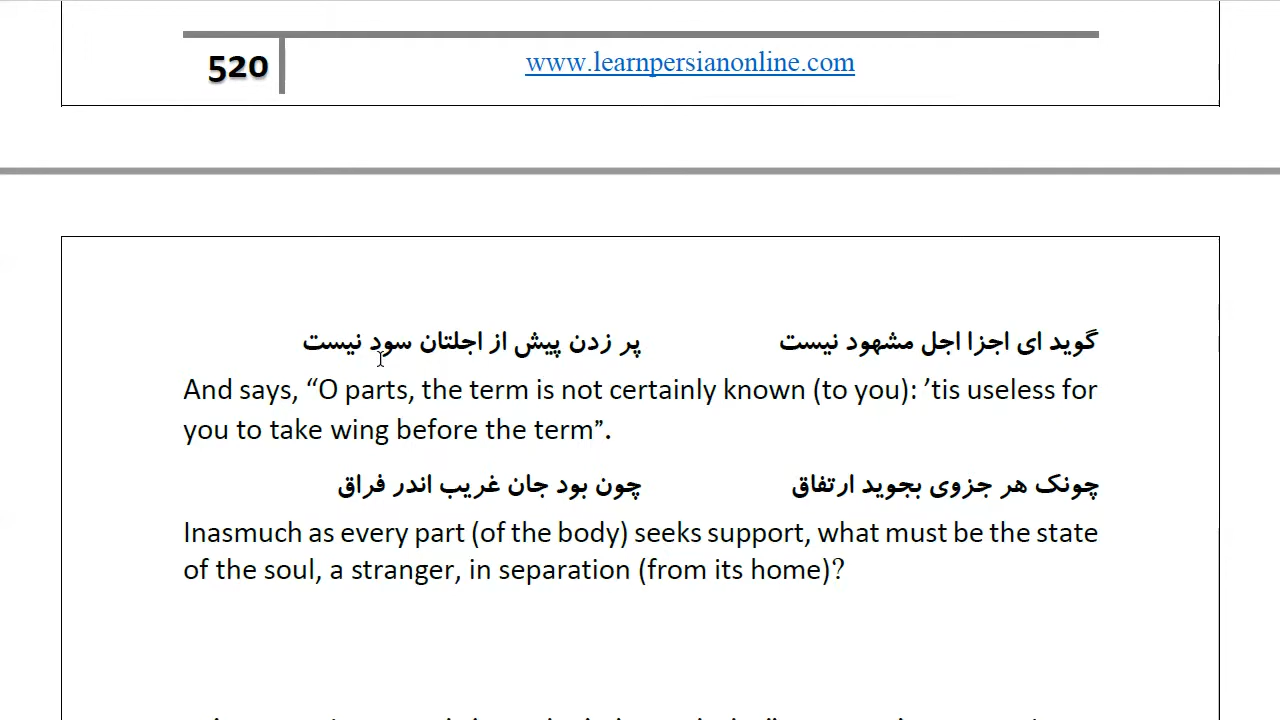 520 www.learnpersianonline.com
گوید ای اجزا اجل مشهود نیست پر زدن پیش از اجلتان سود نیست
And says, “O parts, the term is not certainly known (to you): ’tis useless for
you to take wing before the term”.
چونک هر جزوی بجوید ارتفاق چون بود جان غریب اندر فراق
Inasmuch as every part (of the body) seeks support, what must be the state
of the soul, a stranger, in separation (from its home)?